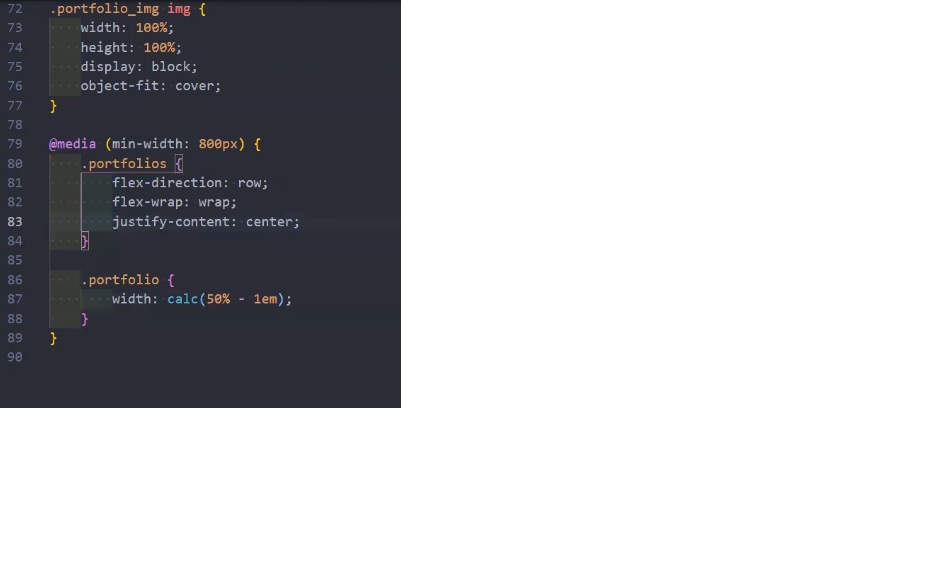 72 .portfolio_img img {
73 width: 100%;
74 height: 100%;
75 display: block;
76 object-fit: cover;
77 }
78
79 @media (min-width: 800px) {
80 .portfolios {
81 flex-direction: row;
82 flex-wrap: wrap;
83 justify-content: center;
84 }
85
86 .portfolio {
87 width: calc(50% - 1em);
88 }
89 }
90